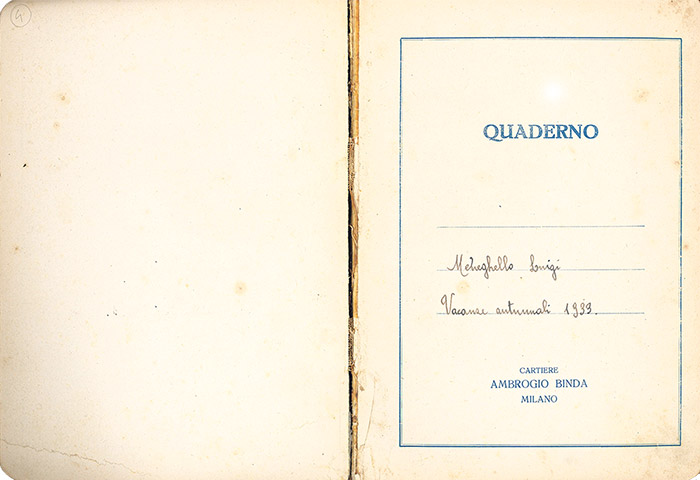 QUADERNO
Meneghello Luigi
Vacanze autunnali 1933.
CARTIERE
AMBROGIO BINDA
MILANO